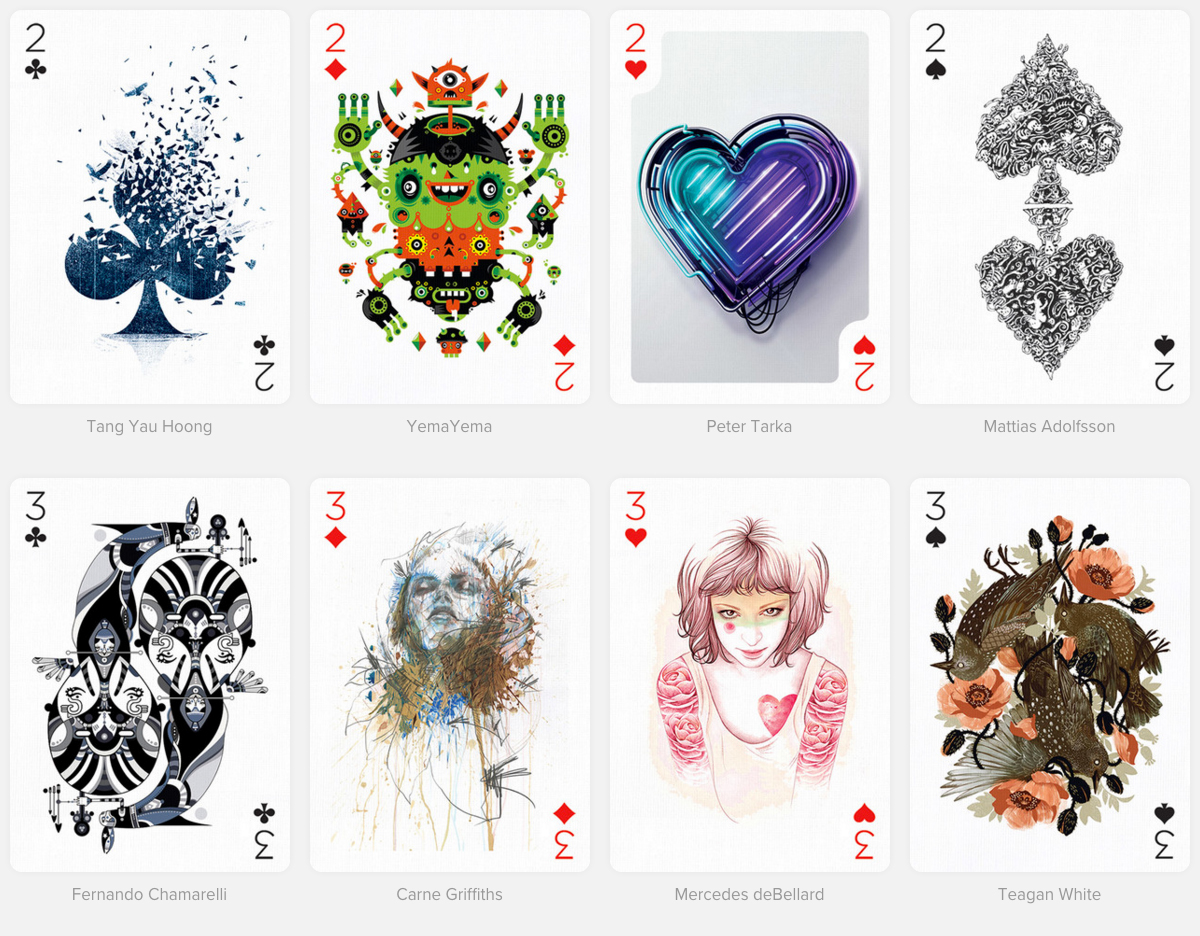 2
2
2
2
2
2
2
2
Tang Yau Hoong
YemaYema
Peter Tarka
Mattias Adolfsson
3
3
3
3
3
3
3
3
Fernando Chamarelli
Carne Griffiths
Mercedes deBellard
Teagan White